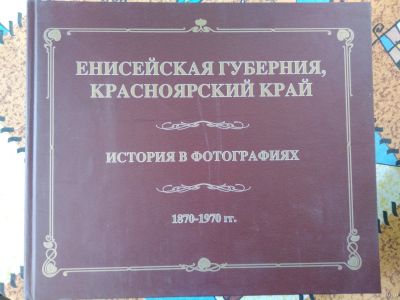 ЕНИСЕЙСКАЯ ГУБЕРНИЯ,
КРАСНОЯРСКИЙ КРАЙ
ИСТОРИЯ В ФОТОГРАФИЯХ
1870-1970 гг.